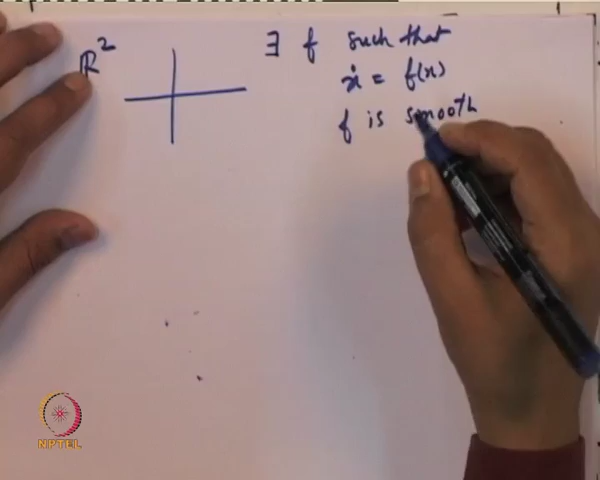 ℝ² ∃ f such that
ẋ = f(x)
f is smooth
NPTEL